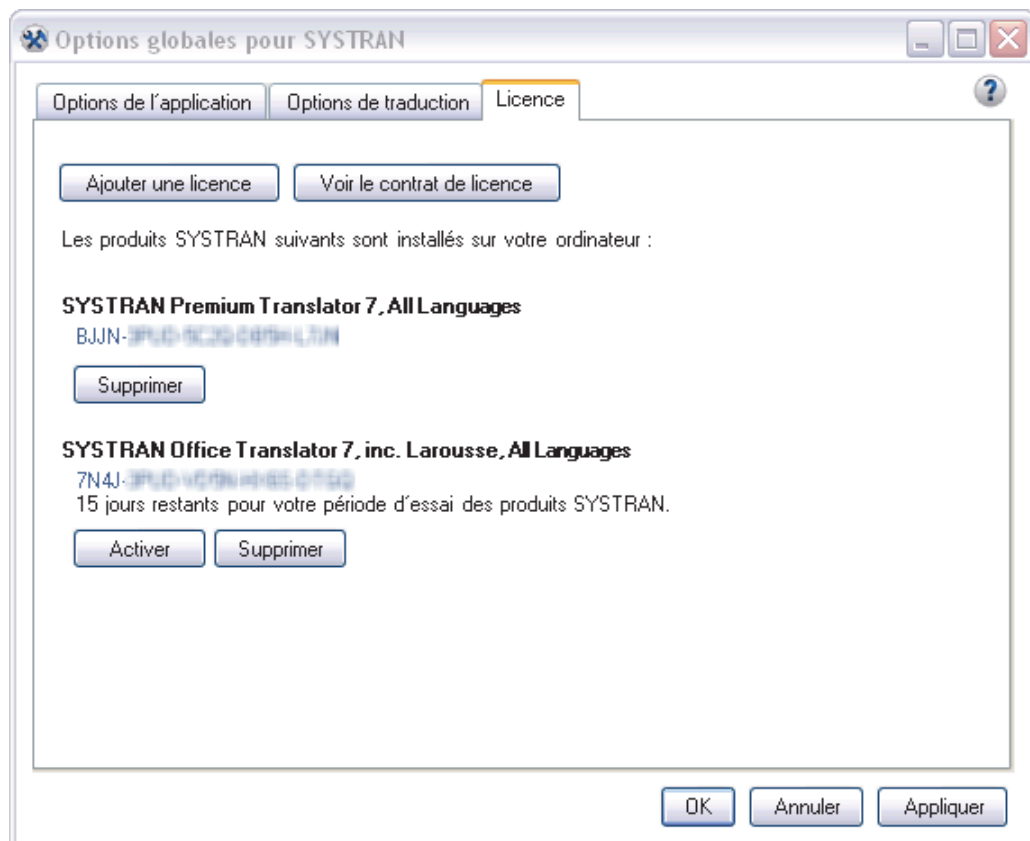 Options globales pour SYSTRAN
Options de l'application Options de traduction Licence
Ajouter une licence Voir le contrat de licence
Les produits SYSTRAN suivants sont installés sur votre ordinateur :
SYSTRAN Premium Translator 7, All Languages
BJJN-
Supprimer
SYSTRAN Office Translator 7, inc. Larousse, All Languages
7N4J-
15 jours restants pour votre période d'essai des produits SYSTRAN.
Activer Supprimer
OK Annuler Appliquer